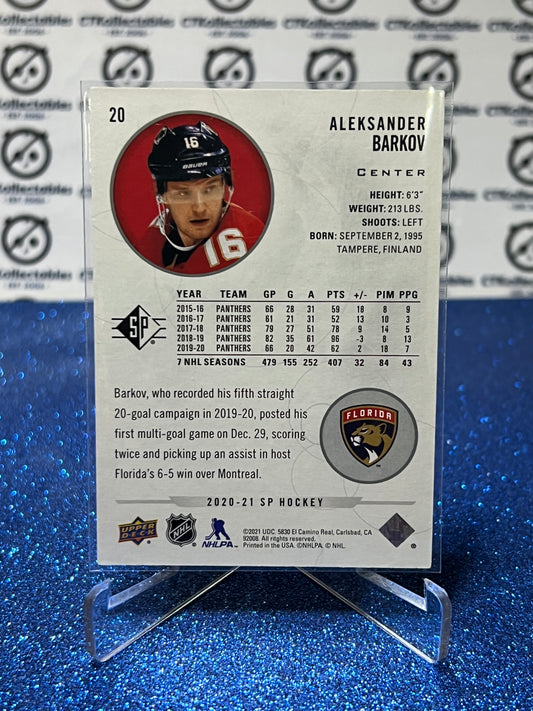 20
ALEKSANDER
BARKOV
CENTER
HEIGHT: 6'3"
WEIGHT: 213 LBS.
SHOOTS: LEFT
BORN: SEPTEMBER 2, 1995
TAMPERE, FINLAND
16
BAUER
16
YEAR TEAM GP G A PTS +/- PIM PPG
2015-16 PANTHERS 66 28 31 59 18 8 9
2016-17 PANTHERS 61 21 31 52 13 10 3
2017-18 PANTHERS 79 27 51 78 9 14 5
2018-19 PANTHERS 82 35 61 96 -3 8 13
2019-20 PANTHERS 66 20 42 62 2 18 7
7 NHL SEASONS 479 155 252 407 32 84 43
SP
Barkov, who recorded his fifth straight
20-goal campaign in 2019-20, posted his
first multi-goal game on Dec. 29, scoring
twice and picking up an assist in host
Florida's 6-5 win over Montreal.
FLORIDA
2020-21 SP HOCKEY
UPPER DECK
NHL
NHLPA
©2021 UDC. 5830 El Camino Real, Carlsbad, CA
92008. All rights reserved.
Printed in the USA. ©NHLPA, © NHL.